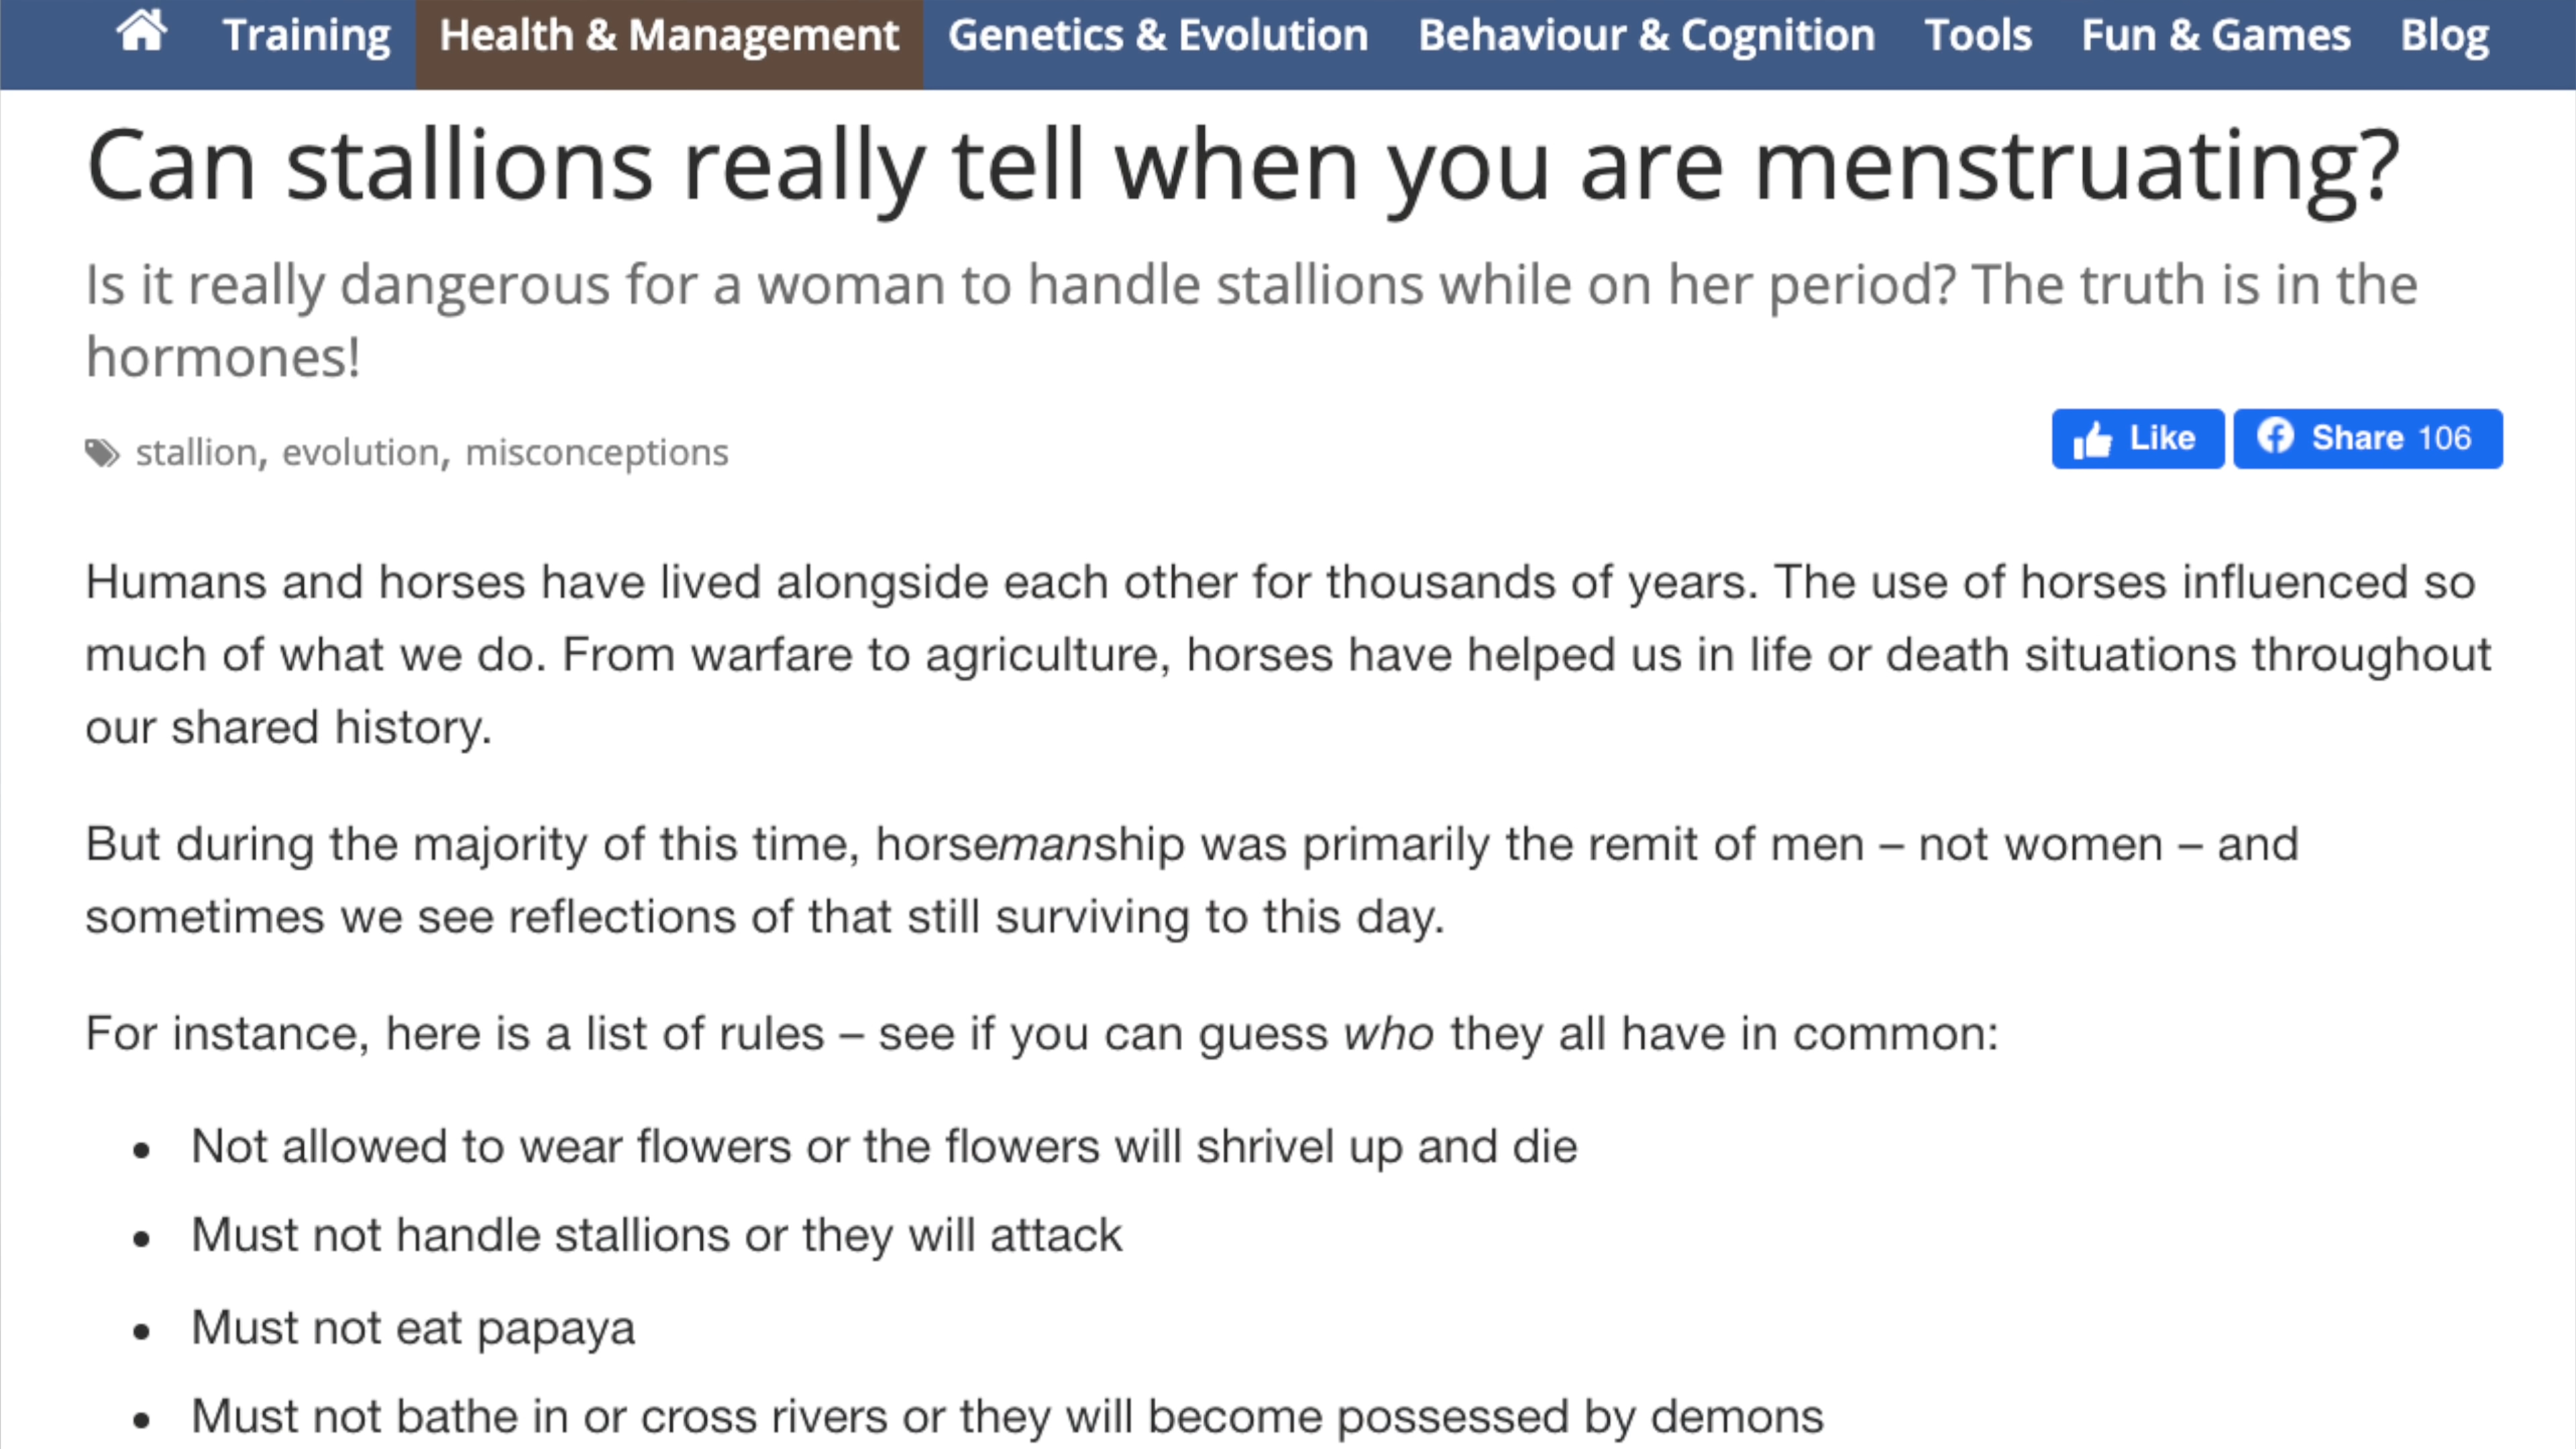 Training Health & Management Genetics & Evolution Behaviour & Cognition Tools Fun & Games Blog
Can stallions really tell when you are menstruating?
Is it really dangerous for a woman to handle stallions while on her period? The truth is in the
hormones!
stallion, evolution, misconceptions
Like Share 106
Humans and horses have lived alongside each other for thousands of years. The use of horses influenced so
much of what we do. From warfare to agriculture, horses have helped us in life or death situations throughout
our shared history.
But during the majority of this time, horsemanship was primarily the remit of men – not women – and
sometimes we see reflections of that still surviving to this day.
For instance, here is a list of rules – see if you can guess who they all have in common:
• Not allowed to wear flowers or the flowers will shrivel up and die
• Must not handle stallions or they will attack
• Must not eat papaya
• Must not bathe in or cross rivers or they will become possessed by demons